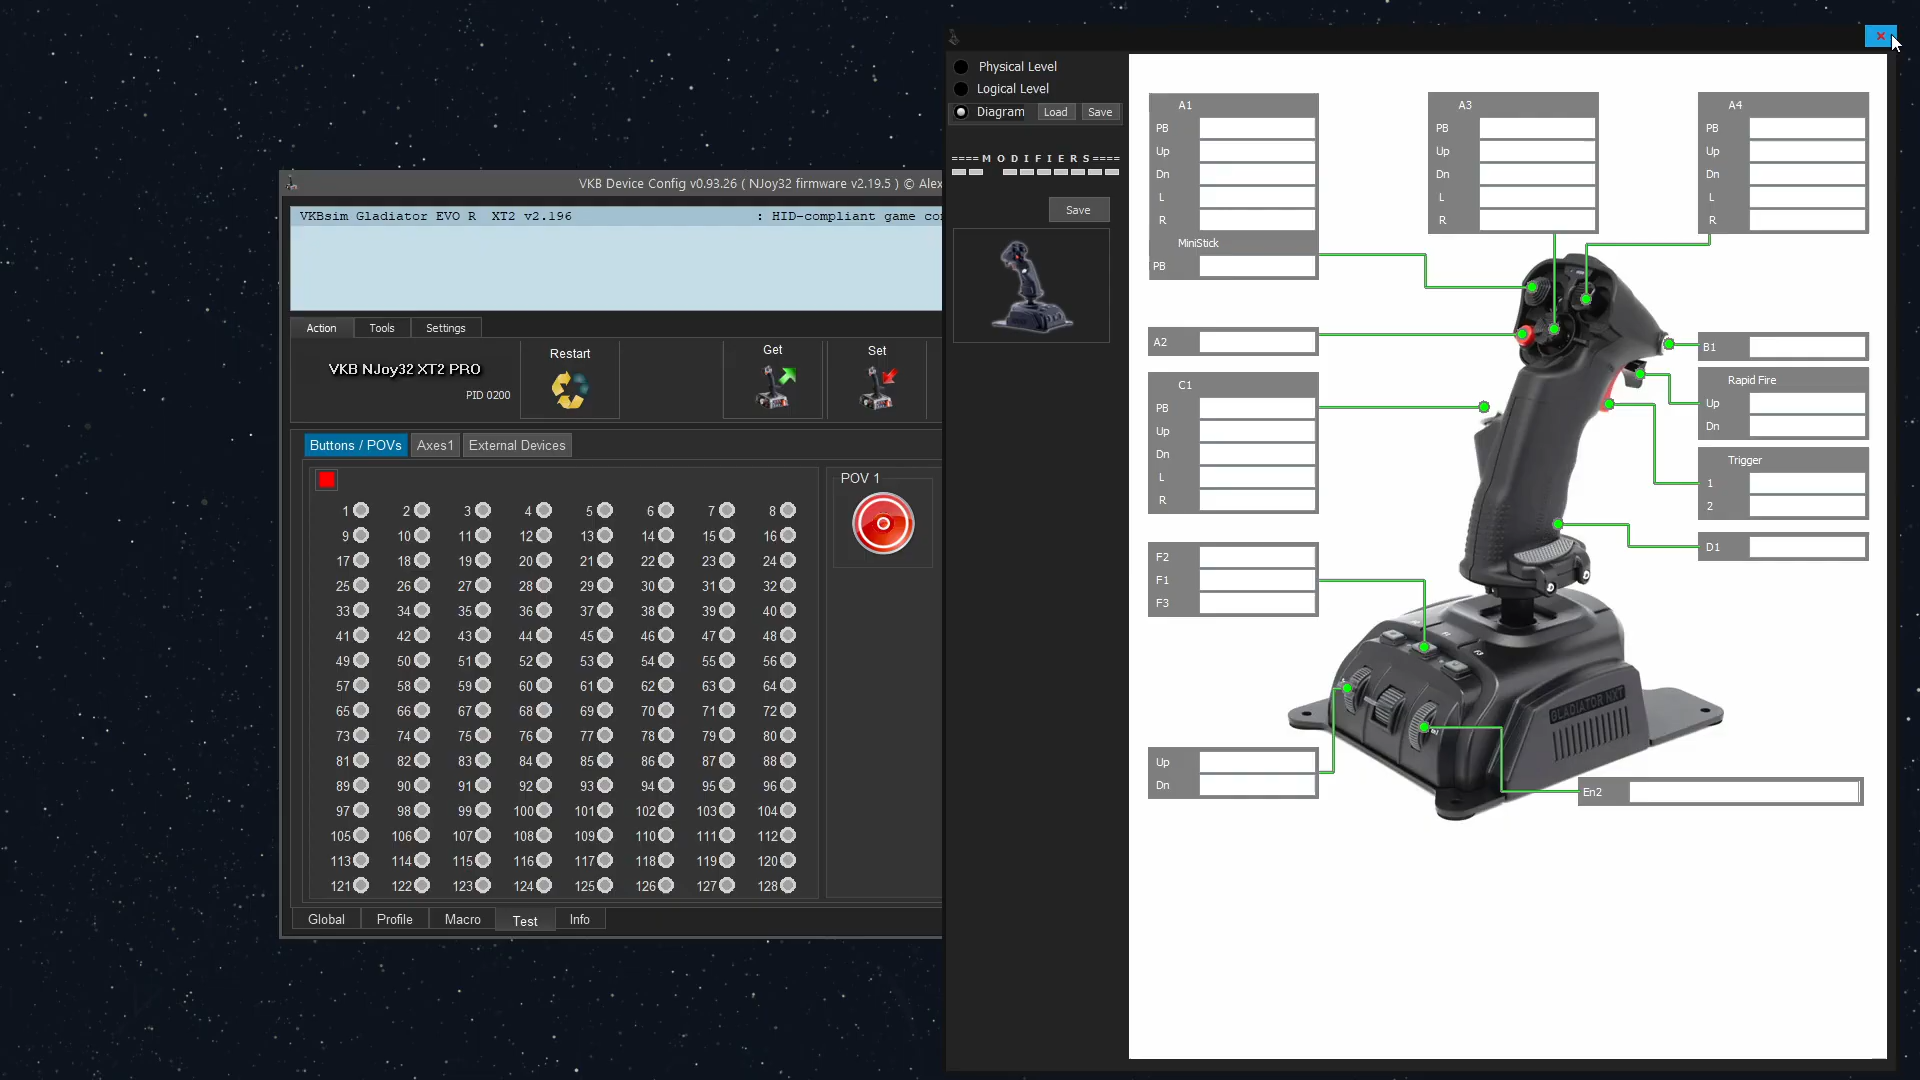 VKB Device Config v0.93.26 ( NJoy32 firmware v2.19.5 ) © Alex
VKBsim Gladiator EVO R  XT2 v2.196 : HID-compliant game co
Action Tools Settings
VKB NJoy32 XT2 PRO
PID 0200
Restart
Get
Set
Buttons / POVs Axes1 External Devices
POV 1
1 2 3 4 5 6 7 8
9 10 11 12 13 14 15 16
17 18 19 20 21 22 23 24
25 26 27 28 29 30 31 32
33 34 35 36 37 38 39 40
41 42 43 44 45 46 47 48
49 50 51 52 53 54 55 56
57 58 59 60 61 62 63 64
65 66 67 68 69 70 71 72
73 74 75 76 77 78 79 80
81 82 83 84 85 86 87 88
89 90 91 92 93 94 95 96
97 98 99 100 101 102 103 104
105 106 107 108 109 110 111 112
113 114 115 116 117 118 119 120
121 122 123 124 125 126 127 128
Global Profile Macro Test Info
Physical Level
Logical Level
Diagram Load Save
====MODIFIERS====
Save
A1
PB
Up
Dn
L
R
MiniStick
PB
A2
C1
PB
Up
Dn
L
R
F2
F1
F3
Up
Dn
A3
PB
Up
Dn
L
R
A4
PB
Up
Dn
L
R
B1
Rapid Fire
Up
Dn
Trigger
1
2
D1
En2
GLADIATOR NXT
F3